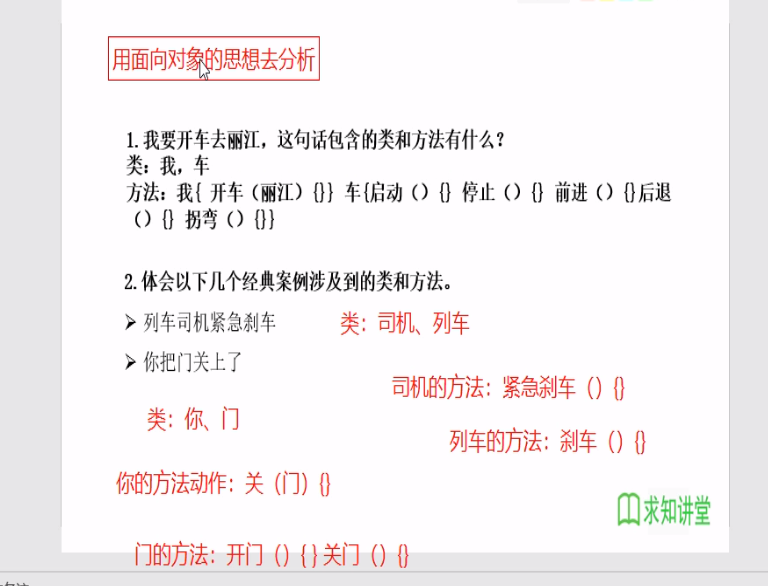 用面向对象的思想去分析
1.我要开车去丽江，这句话包含的类和方法有什么？
类：我，车
方法：我{ 开车（丽江）{}} 车{启动（）{} 停止（）{} 前进（）{}后退
（）{} 拐弯（）{}}
2.体会以下几个经典案例涉及到的类和方法。
➢ 列车司机紧急刹车 类：司机、列车
➢ 你把门关上了
司机的方法：紧急刹车（）{}
类：你、门
列车的方法：刹车（）{}
你的方法动作：关（门）{}
求知讲堂
门的方法：开门（）{ } 关门（）{}